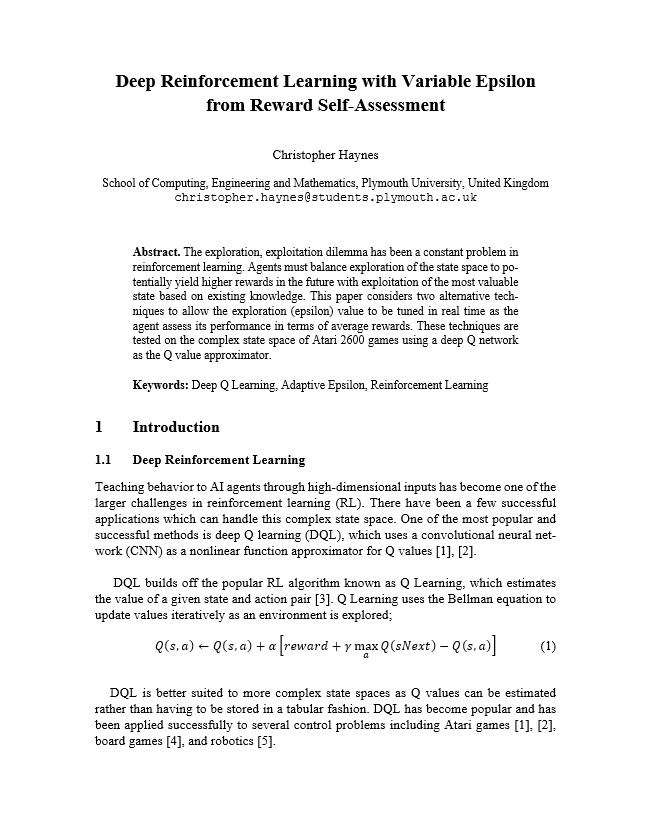 Deep Reinforcement Learning with Variable Epsilon
from Reward Self-Assessment
Christopher Haynes
School of Computing, Engineering and Mathematics, Plymouth University, United Kingdom
christopher.haynes@students.plymouth.ac.uk
Abstract. The exploration, exploitation dilemma has been a constant problem in
reinforcement learning. Agents must balance exploration of the state space to po-
tentially yield higher rewards in the future with exploitation of the most valuable
state based on existing knowledge. This paper considers two alternative tech-
niques to allow the exploration (epsilon) value to be tuned in real time as the
agent assess its performance in terms of average rewards. These techniques are
tested on the complex state space of Atari 2600 games using a deep Q network
as the Q value approximator.
Keywords: Deep Q Learning, Adaptive Epsilon, Reinforcement Learning
1 Introduction
1.1 Deep Reinforcement Learning
Teaching behavior to AI agents through high-dimensional inputs has become one of the
larger challenges in reinforcement learning (RL). There have been a few successful
applications which can handle this complex state space. One of the most popular and
successful methods is deep Q learning (DQL), which uses a convolutional neural net-
work (CNN) as a nonlinear function approximator for Q values [1], [2].
DQL builds off the popular RL algorithm known as Q Learning, which estimates
the value of a given state and action pair [3]. Q Learning uses the Bellman equation to
update values iteratively as an environment is explored;
Q(s, a) ← Q(s, a) + α [reward + γ max_a Q(sNext) − Q(s, a)] (1)
DQL is better suited to more complex state spaces as Q values can be estimated
rather than having to be stored in a tabular fashion. DQL has become popular and has
been applied successfully to several control problems including Atari games [1], [2],
board games [4], and robotics [5].